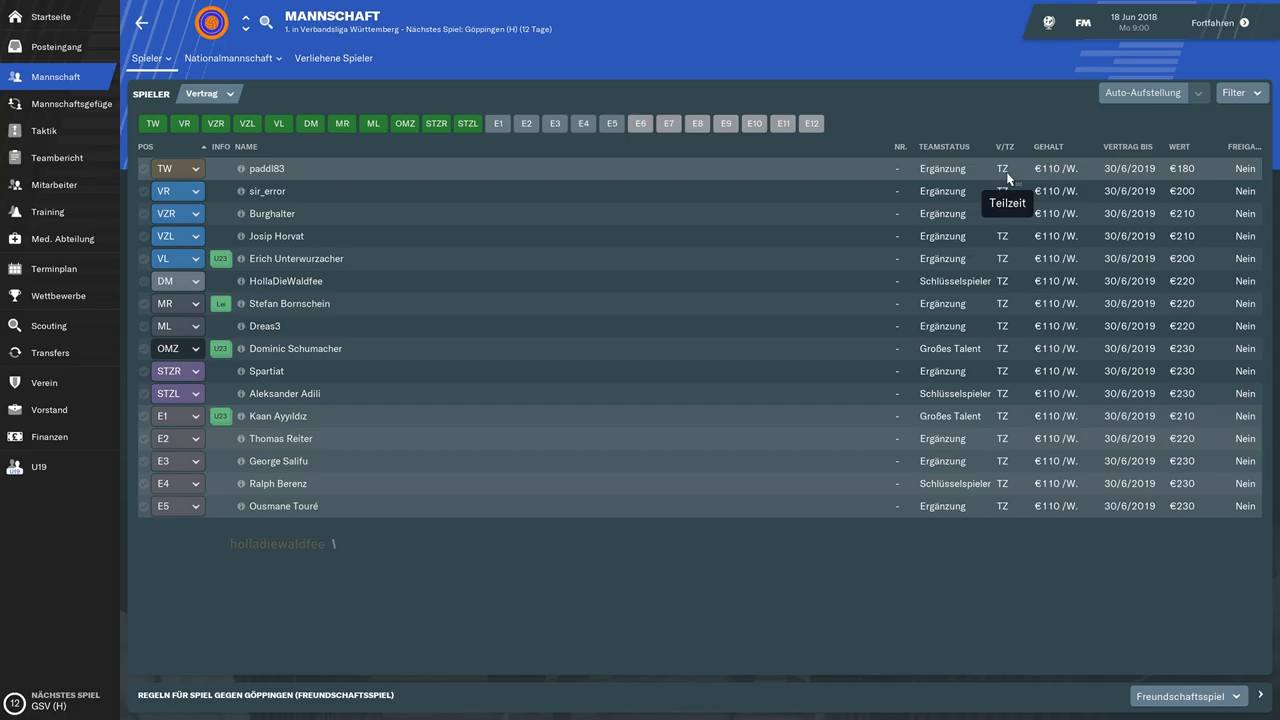 MANNSCHAFT
1. in Verbandsliga Württemberg - Nächstes Spiel: Göppingen (H) (12 Tage)
FM
18 Jun 2018
Mo 9:00
Fortfahren
Startseite
Posteingang
Mannschaft
Mannschaftsgefüge
Taktik
Teambericht
Mitarbeiter
Training
Med. Abteilung
Terminplan
Wettbewerbe
Scouting
Transfers
Verein
Vorstand
Finanzen
U19
U19
12
NÄCHSTES SPIEL
GSV (H)
Spieler Nationalmannschaft Verliehene Spieler
SPIELER Vertrag Auto-Aufstellung Filter
TW VR VZR VZL VL DM MR ML OMZ STZR STZL E1 E2 E3 E4 E5 E6 E7 E8 E9 E10 E11 E12
POS INFO NAME NR. TEAMSTATUS V/TZ GEHALT VERTRAG BIS WERT FREIGA...
TW paddl83 - Ergänzung TZ €110 /W. 30/6/2019 €180 Nein
VR sir_error - Ergänzung TZ €110 /W. 30/6/2019 €200 Nein
Teilzeit
VZR Burghalter - Ergänzung €110 /W. 30/6/2019 €210 Nein
VZL Josip Horvat - Ergänzung TZ €110 /W. 30/6/2019 €210 Nein
VL U23 Erich Unterwurzacher - Ergänzung TZ €110 /W. 30/6/2019 €200 Nein
DM HollaDieWaldfee - Schlüsselspieler TZ €110 /W. 30/6/2019 €220 Nein
MR Lei Stefan Bornschein - Ergänzung TZ €110 /W. 30/6/2019 €220 Nein
ML Dreas3 - Ergänzung TZ €110 /W. 30/6/2019 €220 Nein
OMZ U23 Dominic Schumacher - Großes Talent TZ €110 /W. 30/6/2019 €230 Nein
STZR Spartiat - Ergänzung TZ €110 /W. 30/6/2019 €230 Nein
STZL Aleksander Adili - Schlüsselspieler TZ €110 /W. 30/6/2019 €230 Nein
E1 U23 Kaan Ayyıldız - Großes Talent TZ €110 /W. 30/6/2019 €210 Nein
E2 Thomas Reiter - Ergänzung TZ €110 /W. 30/6/2019 €220 Nein
E3 George Salifu - Ergänzung TZ €110 /W. 30/6/2019 €230 Nein
E4 Ralph Berenz - Schlüsselspieler TZ €110 /W. 30/6/2019 €230 Nein
E5 Ousmane Touré - Ergänzung TZ €110 /W. 30/6/2019 €230 Nein
holladiewaldfee \
REGELN FÜR SPIEL GEGEN GÖPPINGEN (FREUNDSCHAFTSSPIEL) Freundschaftsspiel